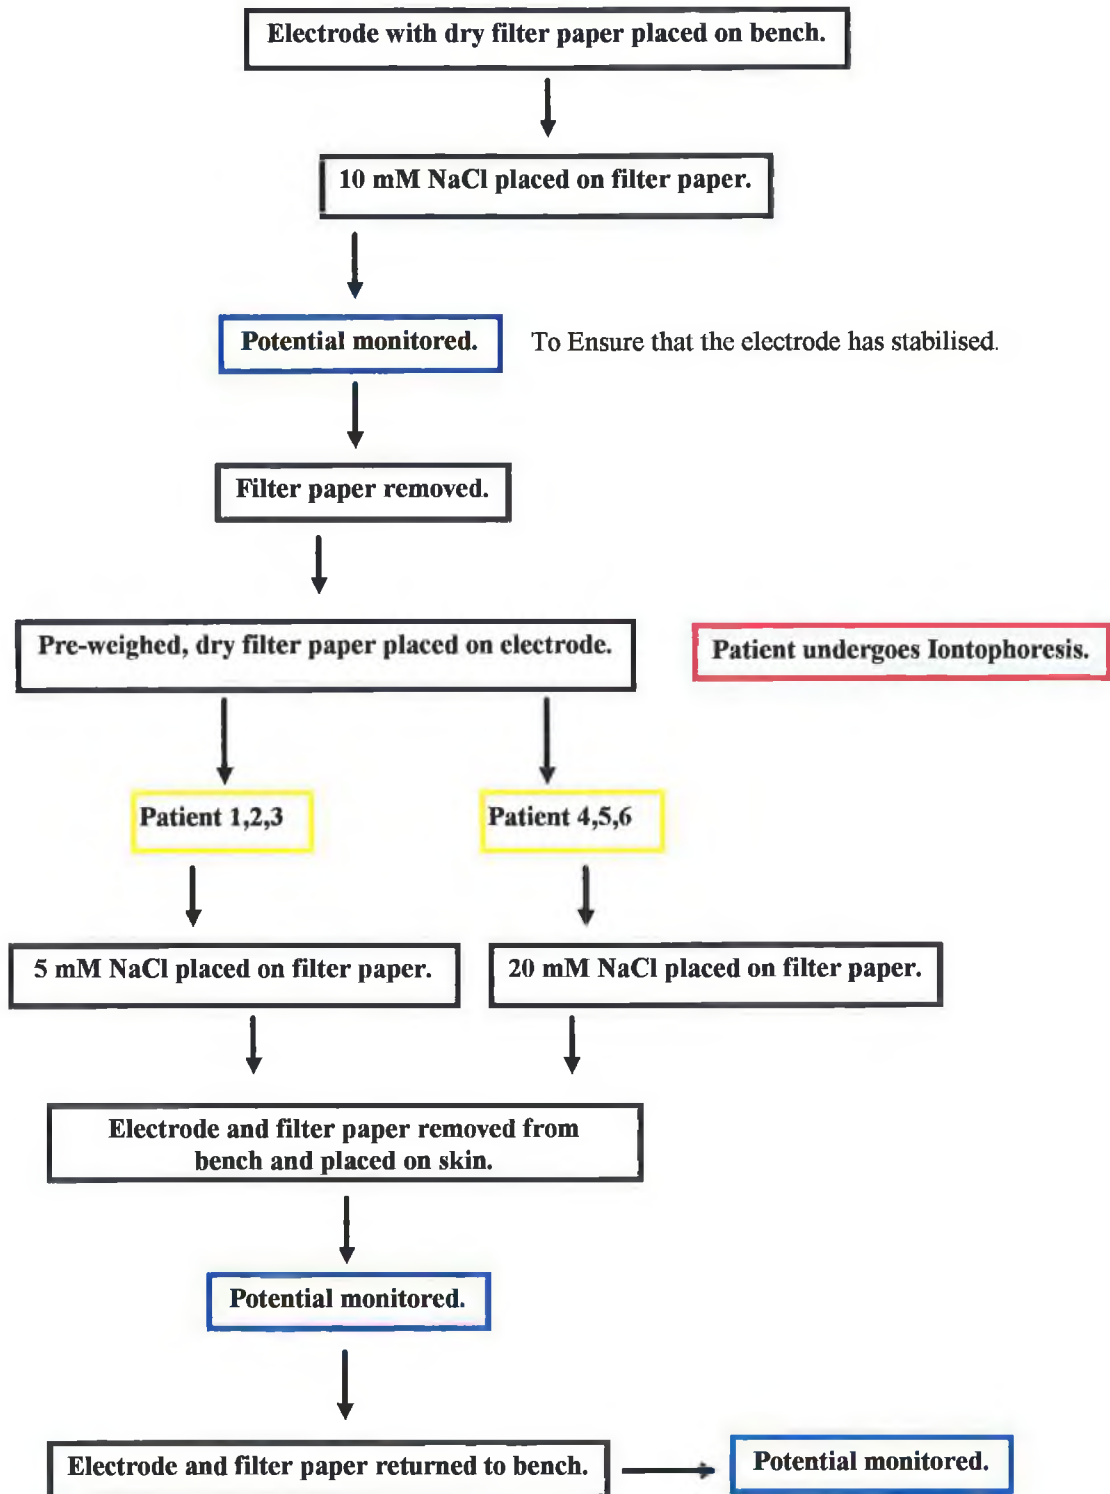 Electrode with dry filter paper placed on bench.
10 mM NaCl placed on filter paper.
Potential monitored.
To Ensure that the electrode has stabilised.
Filter paper removed.
Pre-weighed, dry filter paper placed on electrode.
Patient undergoes Iontophoresis.
Patient 1,2,3
Patient 4,5,6
5 mM NaCl placed on filter paper.
20 mM NaCl placed on filter paper.
Electrode and filter paper removed from
bench and placed on skin.
Potential monitored.
Electrode and filter paper returned to bench.
Potential monitored.